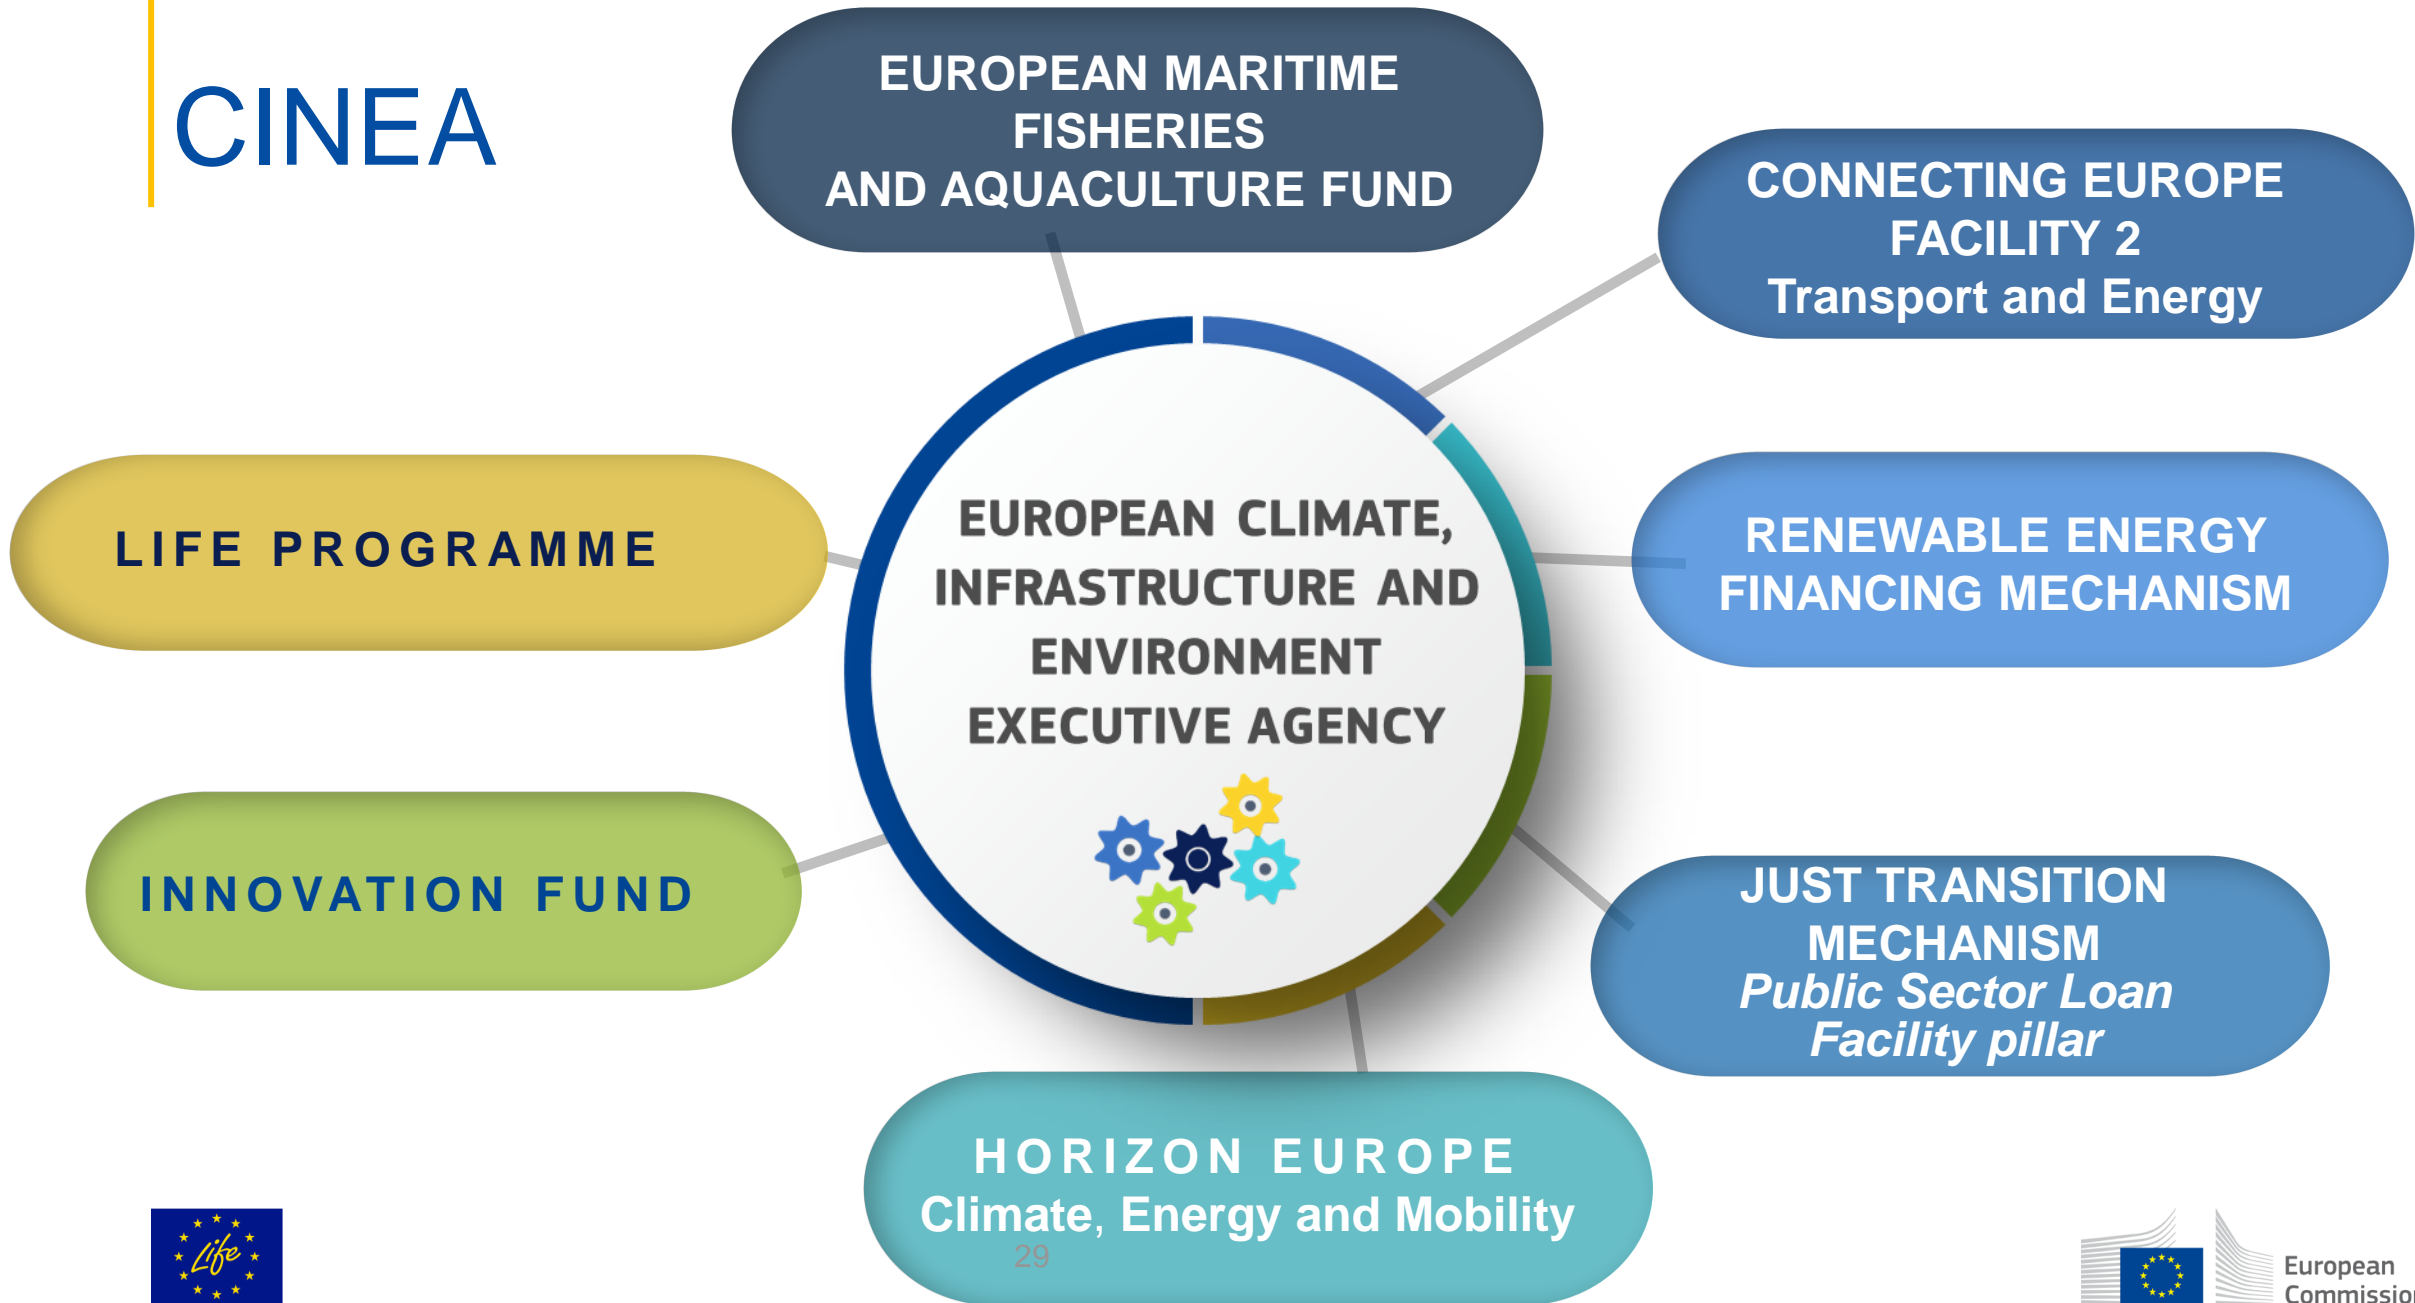 CINEA
EUROPEAN MARITIME
FISHERIES
AND AQUACULTURE FUND
CONNECTING EUROPE
FACILITY 2
Transport and Energy
LIFE PROGRAMME
EUROPEAN CLIMATE,
INFRASTRUCTURE AND
ENVIRONMENT
EXECUTIVE AGENCY
RENEWABLE ENERGY
FINANCING MECHANISM
INNOVATION FUND
JUST TRANSITION
MECHANISM
Public Sector Loan
Facility pillar
HORIZON EUROPE
Climate, Energy and Mobility
29
Life
European
Commission